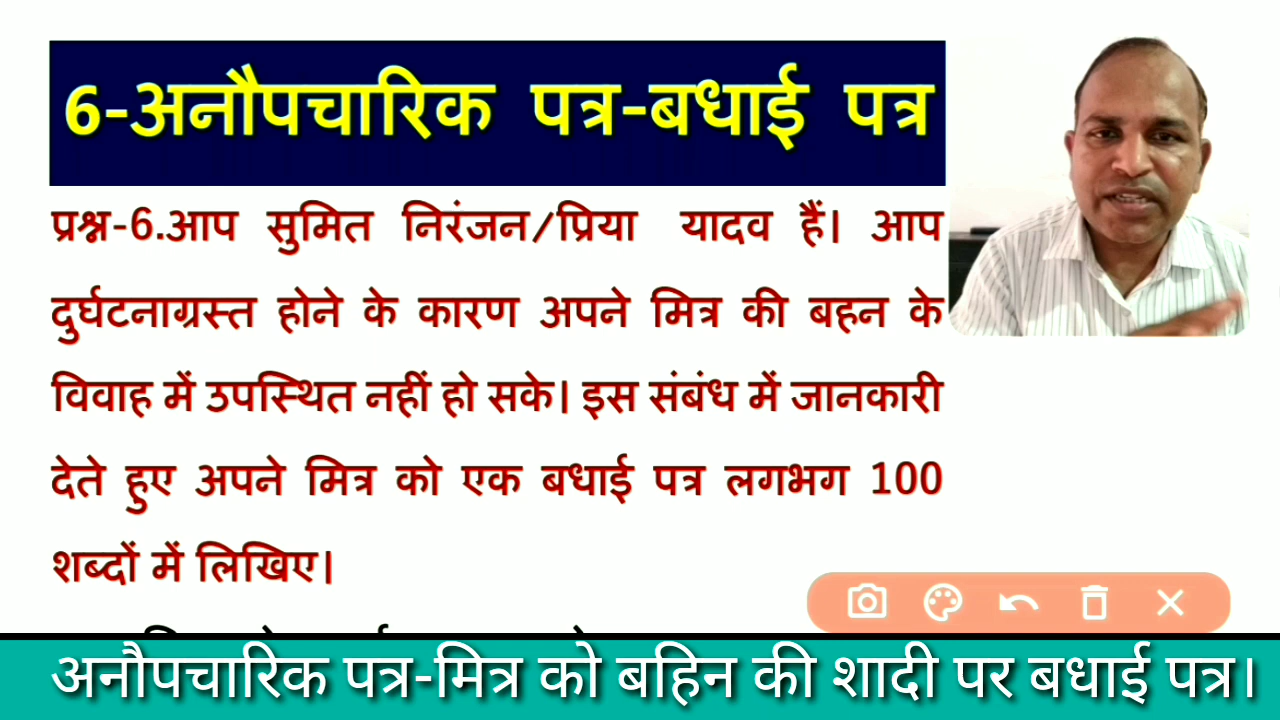 6-अनौपचारिक पत्र-बधाई पत्र
प्रश्न-6.आप सुमित निरंजन/प्रिया यादव हैं। आप
दुर्घटनाग्रस्त होने के कारण अपने मित्र की बहन के
विवाह में उपस्थित नहीं हो सके। इस संबंध में जानकारी
देते हुए अपने मित्र को एक बधाई पत्र लगभग 100
शब्दों में लिखिए।
अनौपचारिक पत्र-मित्र को बहिन की शादी पर बधाई पत्र।